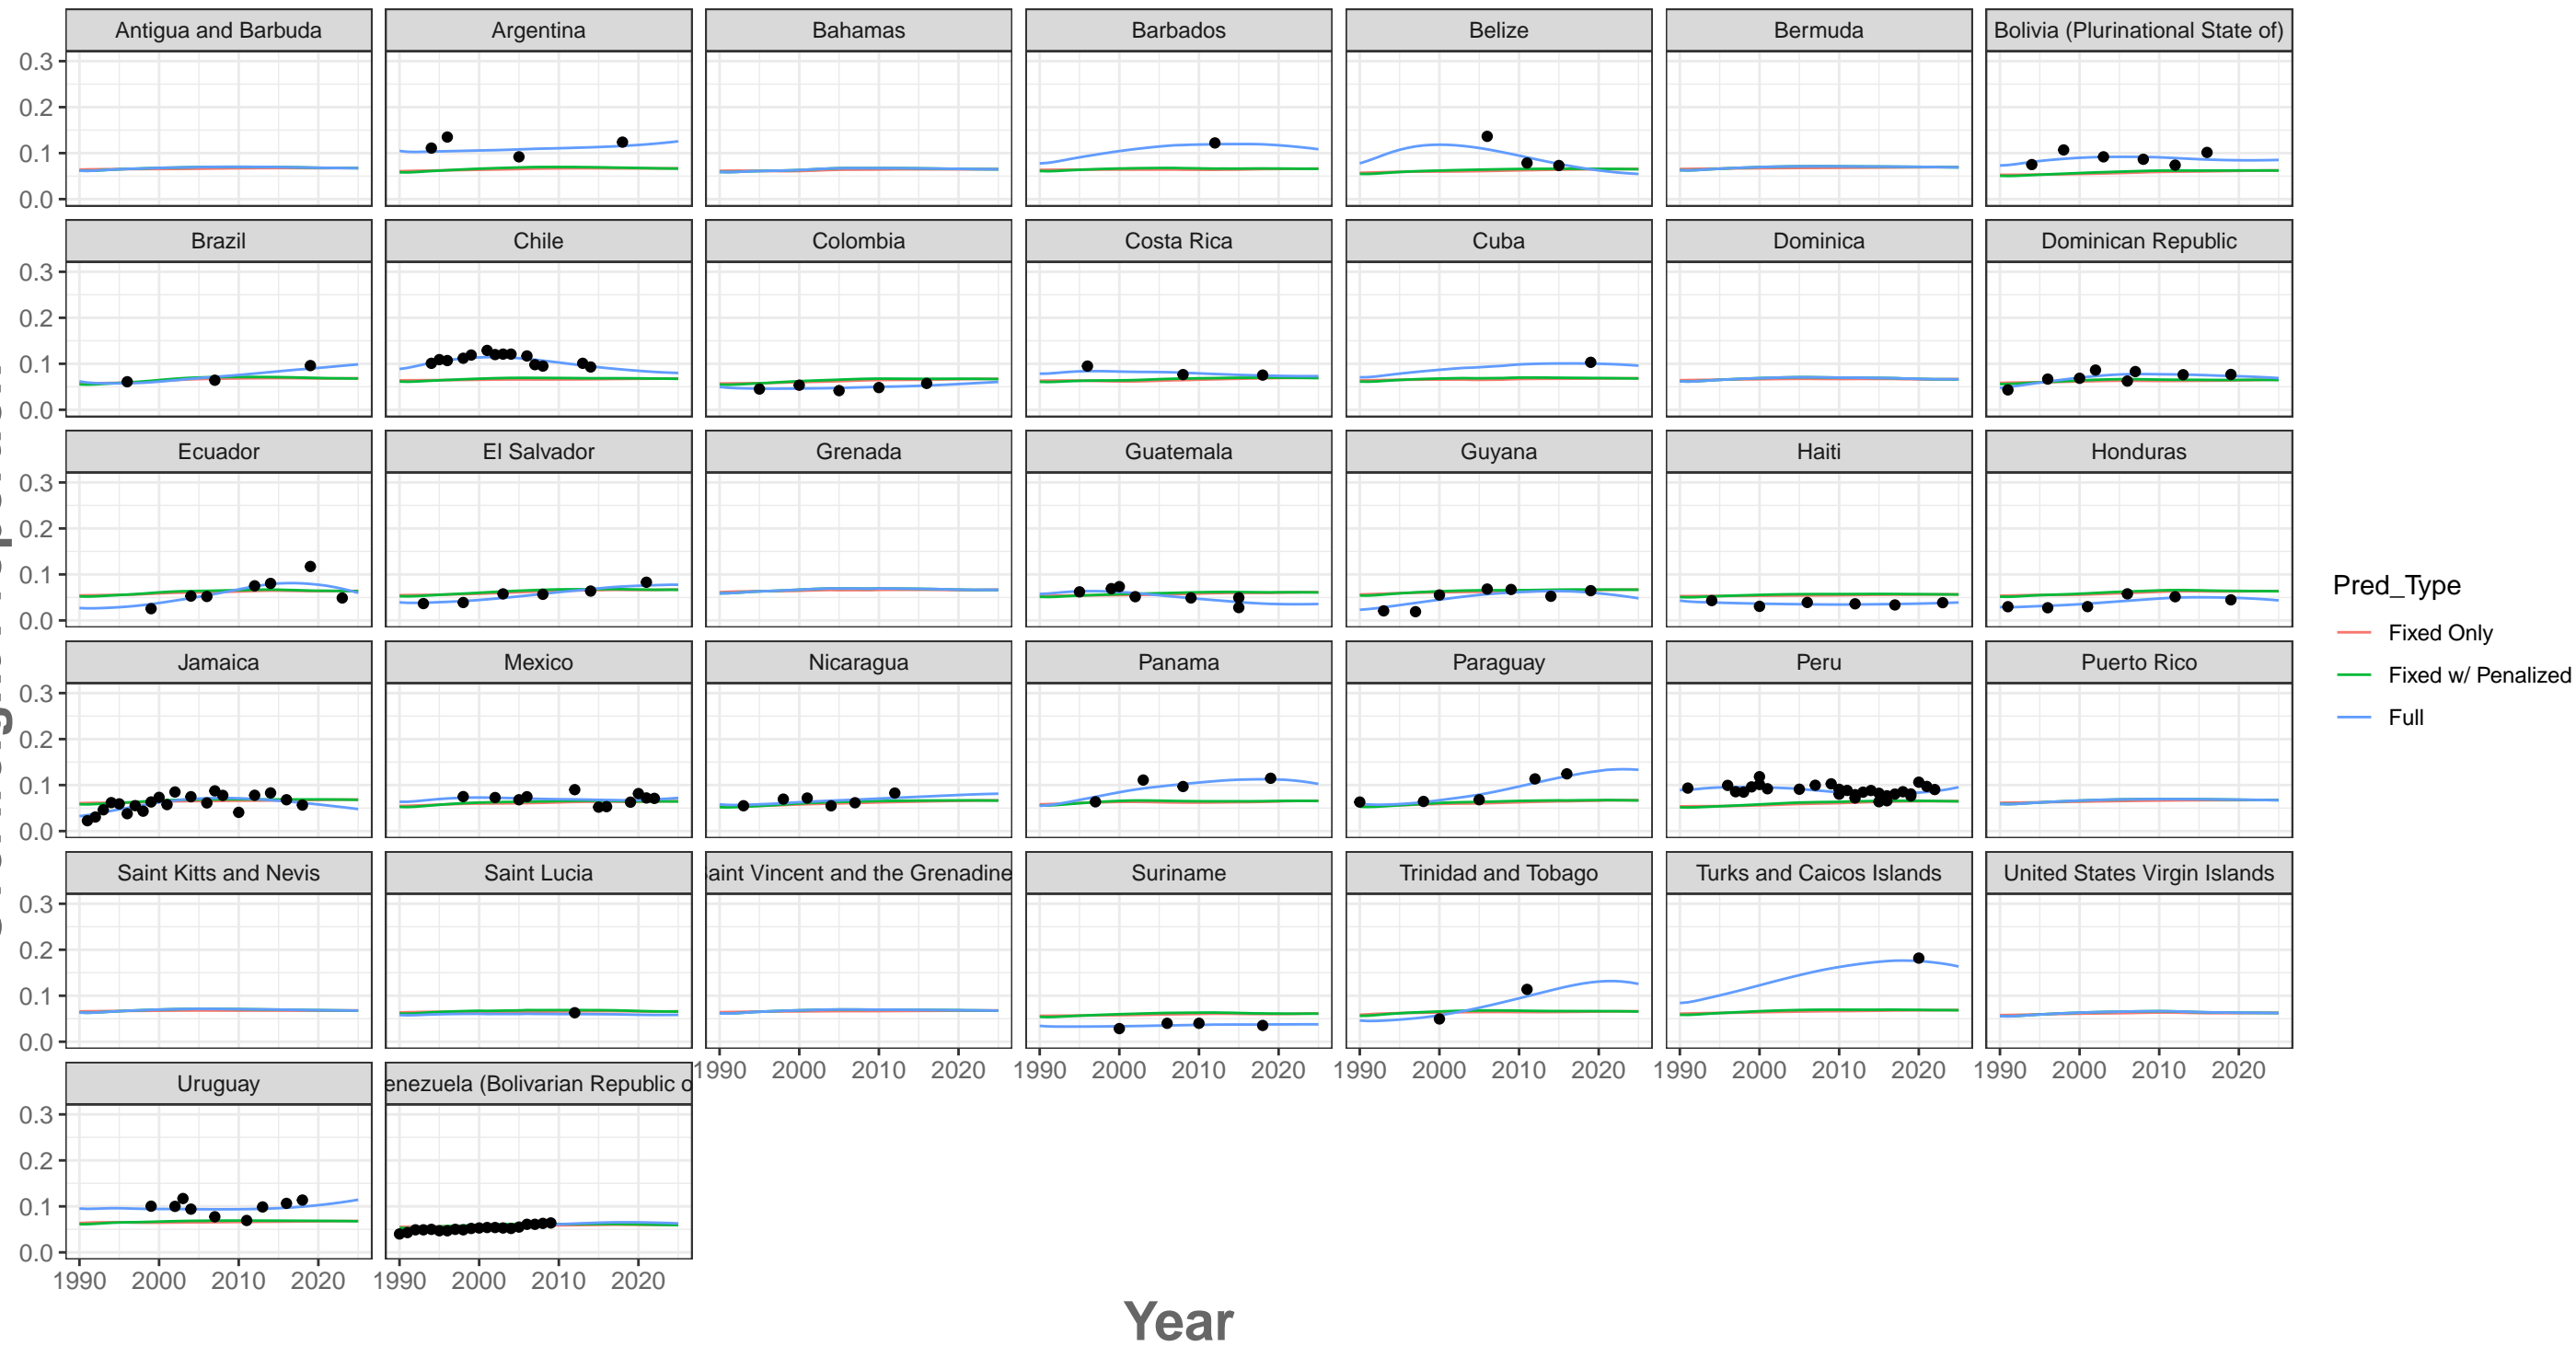 Antigua and Barbuda Argentina Bahamas Barbados Belize Bermuda Bolivia (Plurinational State of)
0.3
0.2
0.1
0.0
Brazil Chile Colombia Costa Rica Cuba Dominica Dominican Republic
0.3
0.2
0.1
0.0
Ecuador El Salvador Grenada Guatemala Guyana Haiti Honduras
0.3
0.2
0.1
0.0
Jamaica Mexico Nicaragua Panama Paraguay Peru Puerto Rico
0.3
0.2
0.1
0.0
Saint Kitts and Nevis Saint Lucia aint Vincent and the Grenadine Suriname Trinidad and Tobago Turks and Caicos Islands United States Virgin Islands
0.3
0.2
0.1
0.0
1990 2000 2010 2020 1990 2000 2010 2020 1990 2000 2010 2020 1990 2000 2010 2020 1990 2000 2010 2020
Uruguay enezuela (Bolivarian Republic o
0.3
0.2
0.1
0.0
1990 2000 2010 2020 1990 2000 2010 2020
Year
Pred_Type
Fixed Only
Fixed w/ Penalized
Full